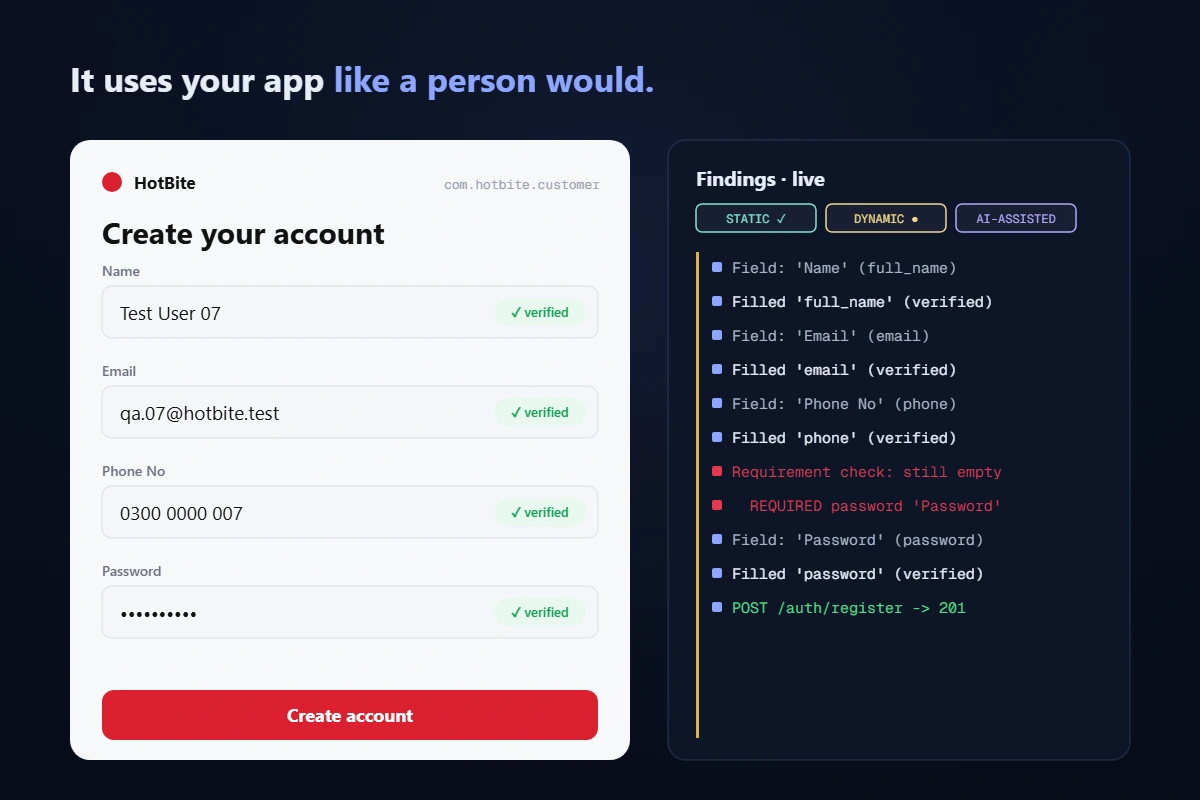 It uses your app like a person would.
HotBite
com.hotbite.customer
Create your account
Name
Test User 07
✓ verified
Email
qa.07@hotbite.test
✓ verified
Phone No
0300 0000 007
✓ verified
Password
••••••••••
✓ verified
Create account
Findings · live
STATIC ✓
DYNAMIC ●
AI-ASSISTED
Field: 'Name' (full_name)
Filled 'full_name' (verified)
Field: 'Email' (email)
Filled 'email' (verified)
Field: 'Phone No' (phone)
Filled 'phone' (verified)
Requirement check: still empty
REQUIRED password 'Password'
Field: 'Password' (password)
Filled 'password' (verified)
POST /auth/register -> 201